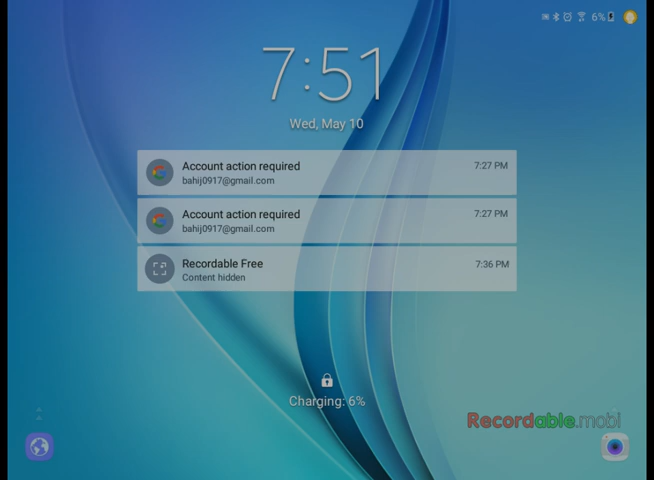 6%
7:51
Wed, May 10
Account action required 7:27 PM
bahij0917@gmail.com
Account action required 7:27 PM
bahij0917@gmail.com
Recordable Free 7:36 PM
Content hidden
Charging: 6%
Recordable.mobi